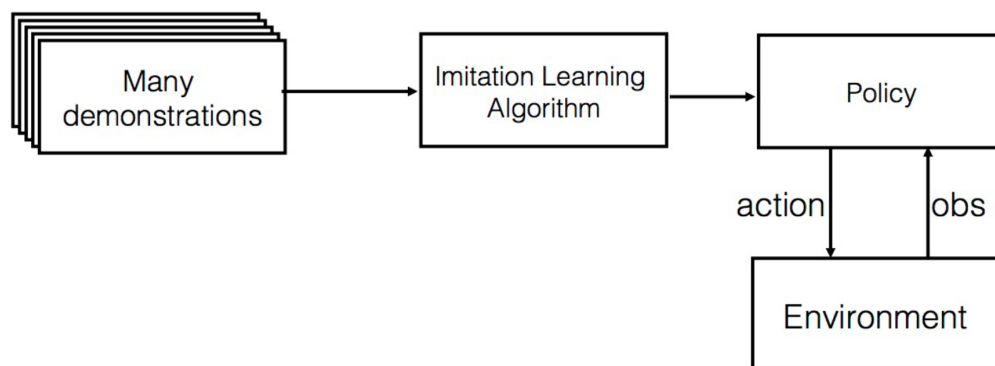 Many
demonstrations
Imitation Learning
Algorithm
Policy
action
obs
Environment